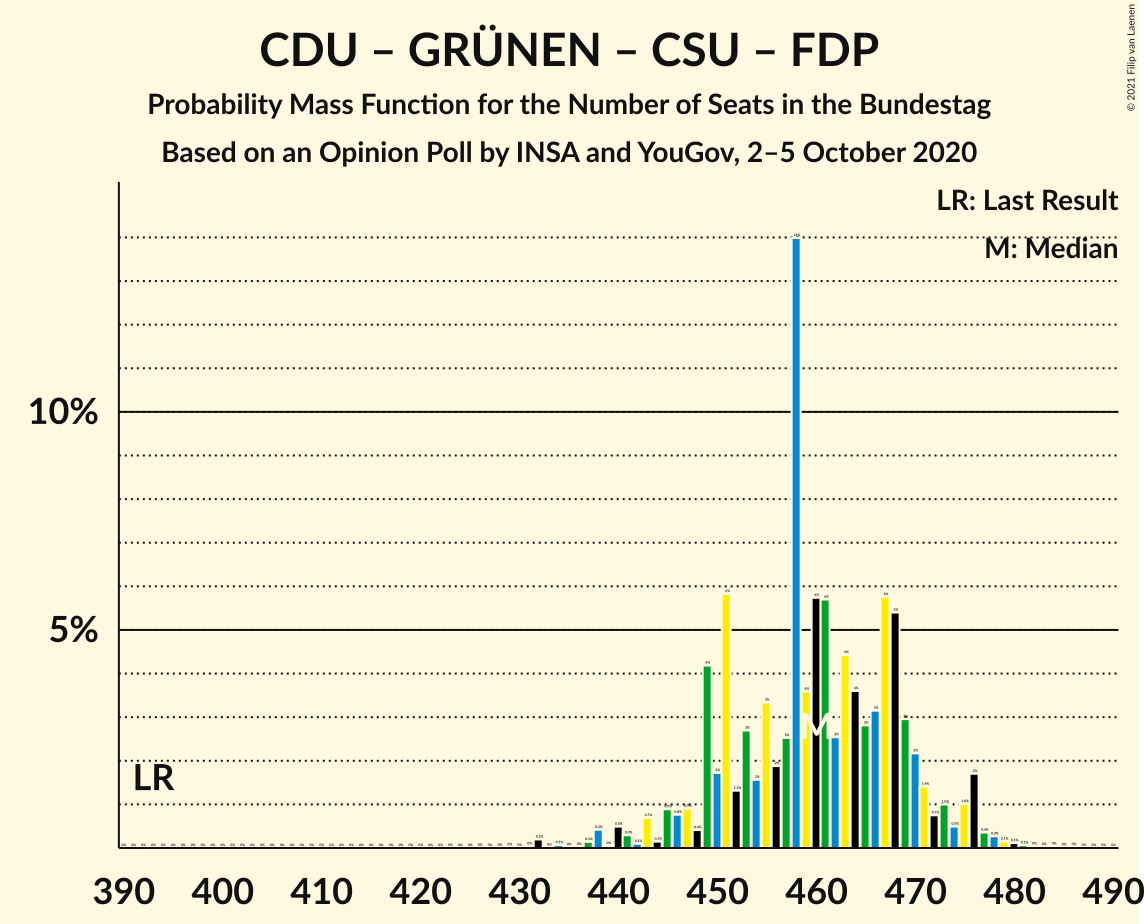 CDU – GRÜNEN – CSU – FDP
Probability Mass Function for the Number of Seats in the Bundestag
Based on an Opinion Poll by INSA and YouGov, 2–5 October 2020
© 2021 Filip van Laenen
LR: Last Result
M: Median
10%
5%
LR
M
390 400 410 420 430 440 450 460 470 480 490